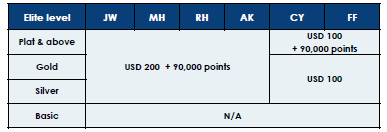 Elite level JW MH RH AK CY FF
Plat & above USD 100
+ 90,000 points
Gold USD 200 + 90,000 points USD 100
Silver
Basic N/A